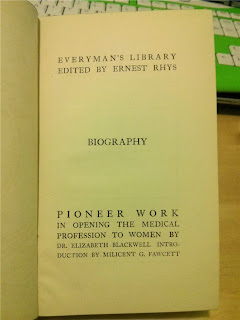 EVERYMAN'S LIBRARY
EDITED BY ERNEST RHYS
BIOGRAPHY
PIONEER WORK
IN OPENING THE MEDICAL
PROFESSION TO WOMEN BY
DR. ELIZABETH BLACKWELL INTRO-
DUCTION BY MILICENT G. FAWCETT